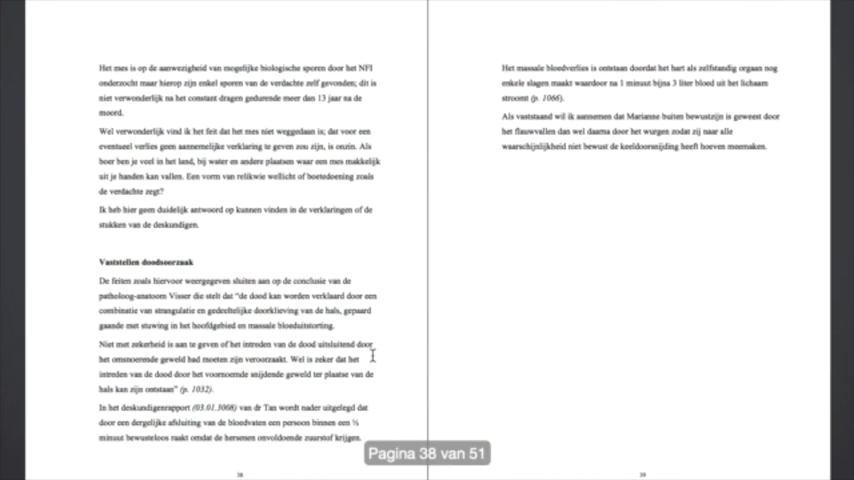 Het mes is op de aanwezigheid van mogelijke biologische sporen door het NFI
onderzocht maar hierop zijn enkel sporen van de verdachte zelf gevonden; dit is
niet verwonderlijk na het constant dragen gedurende meer dan 13 jaar na de
moord.
Wel verwonderlijk vind ik het feit dat het mes niet weggedaan is; dat voor een
eventueel verlies geen aannemelijke verklaring te geven zou zijn, is onzin. Als
boer ben je veel in het land, bij water en andere plaatsen waar een mes makkelijk
uit je handen kan vallen. Een vorm van relikwie wellicht of boetedoening zoals
de verdachte zegt?
Ik heb hier geen duidelijk antwoord op kunnen vinden in de verklaringen of de
stukken van de deskundigen.
Vaststellen doodsoorzaak
De feiten zoals hiervoor weergegeven sluiten aan op de conclusie van de
patholoog-anatoom Visser die stelt dat "de dood kan worden verklaard door een
combinatie van strangulatie en gedeeltelijke doorklieving van de hals, gepaard
gaande met stuwing in het hoofdgebied en massale bloeduitstorting.
Niet met zekerheid is aan te geven of het intreden van de dood uitsluitend door
het omsnoerende geweld had moeten zijn veroorzaakt. Wel is zeker dat het
intreden van de dood door het voornoemde snijdende geweld ter plaatse van de
hals kan zijn ontstaan" (p. 1032).
In het deskundigenrapport (03.01.3008) van dr Tan wordt nader uitgelegd dat
door een dergelijke afsluiting van de bloedvaten een persoon binnen een ½
minuut bewusteloos raakt omdat de hersenen onvoldoende zuurstof krijgen.
38
Het massale bloedverlies is ontstaan doordat het hart als zelfstandig orgaan nog
enkele slagen maakt waardoor na 1 minuut bijna 3 liter bloed uit het lichaam
stroomt (p. 1066).
Als vaststaand wil ik aannemen dat Marianne buiten bewustzijn is geweest door
het flauwvallen dan wel daarna door het wurgen zodat zij naar alle
waarschijnlijkheid niet bewust de keeldoorsnijding heeft hoeven meemaken.
39
Pagina 38 van 51